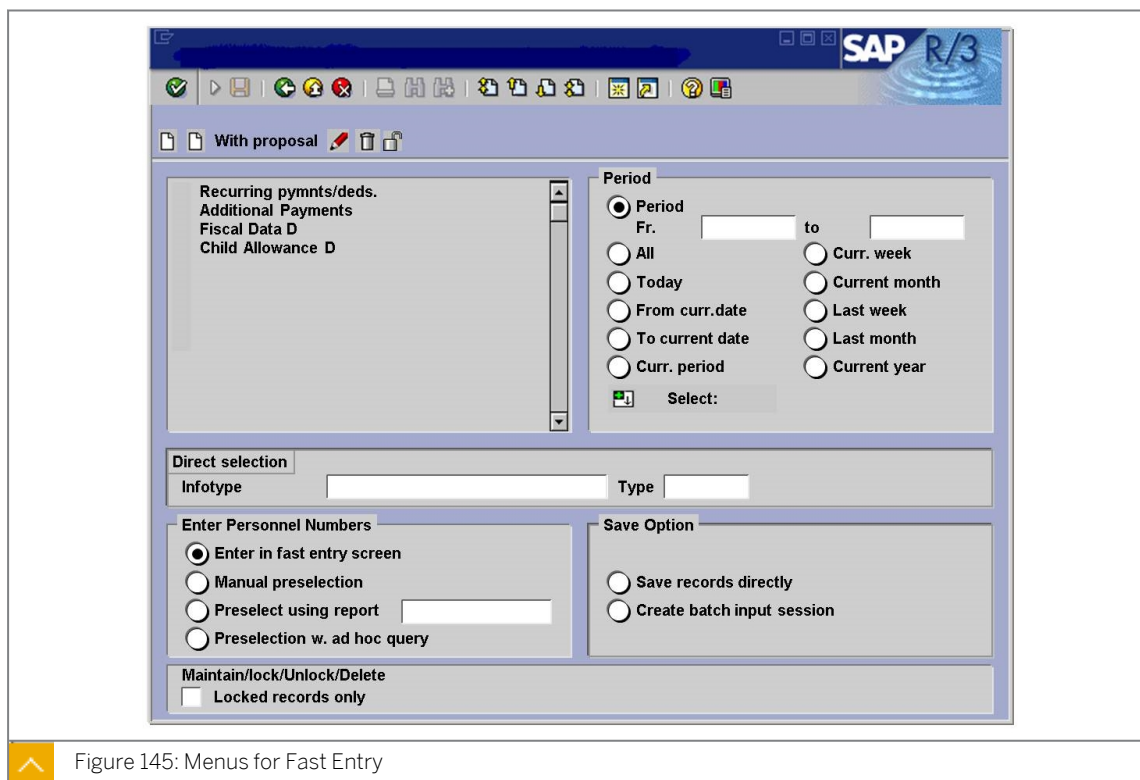 SAP R/3
With proposal
Recurring pymnts/deds.
Additional Payments
Fiscal Data D
Child Allowance D
Period
Period
Fr. to
All
Curr. week
Today
Current month
From curr.date
Last week
To current date
Last month
Curr. period
Current year
Select:
Direct selection
Infotype
Type
Enter Personnel Numbers
Enter in fast entry screen
Manual preselection
Preselect using report
Preselection w. ad hoc query
Save Option
Save records directly
Create batch input session
Maintain/lock/Unlock/Delete
Locked records only
Figure 145: Menus for Fast Entry